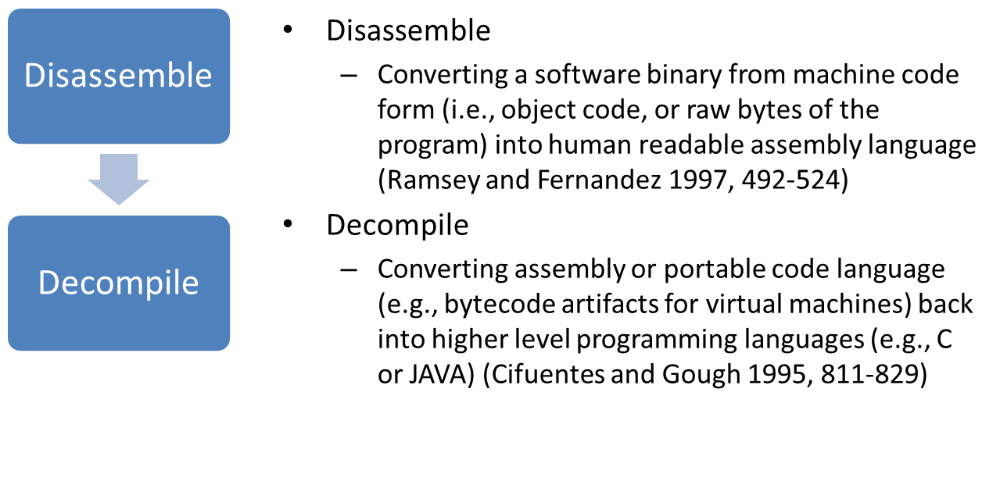 Disassemble
Decompile
• Disassemble
– Converting a software binary from machine code
form (i.e., object code, or raw bytes of the
program) into human readable assembly language
(Ramsey and Fernandez 1997, 492-524)
• Decompile
– Converting assembly or portable code language
(e.g., bytecode artifacts for virtual machines) back
into higher level programming languages (e.g., C
or JAVA) (Cifuentes and Gough 1995, 811-829)